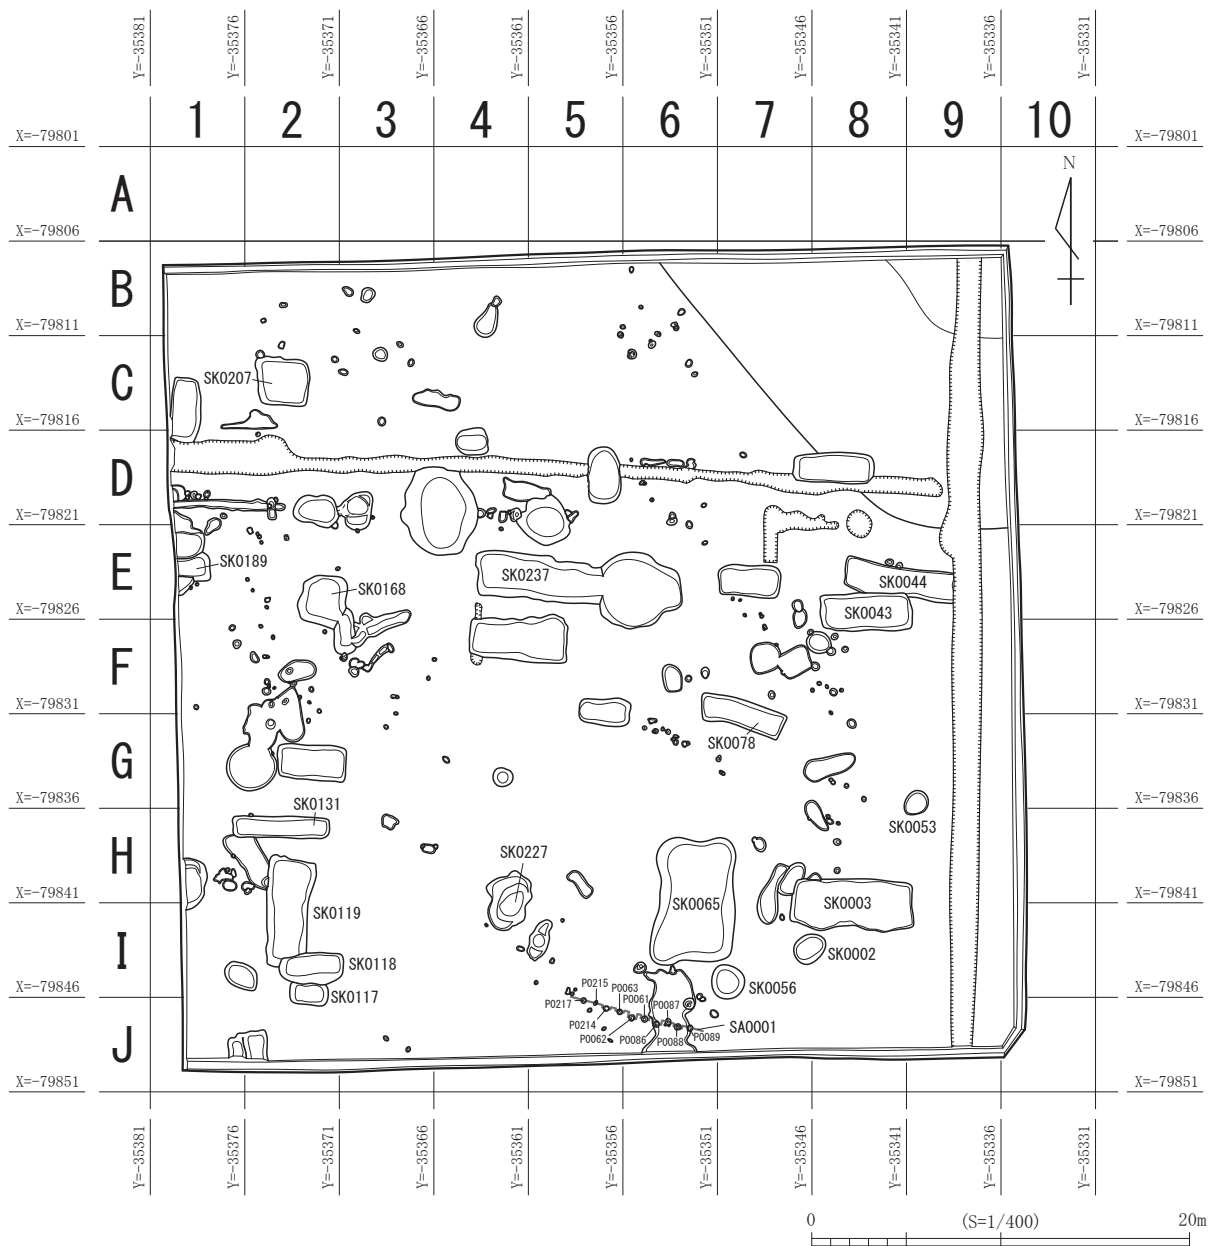 Y=-35381
Y=-35376
Y=-35371
Y=-35366
Y=-35361
Y=-35356
Y=-35351
Y=-35346
Y=-35341
Y=-35336
Y=-35331
1 2 3 4 5 6 7 8 9 10
X=-79801 X=-79801
N
A
X=-79806 X=-79806
B
X=-79811 X=-79811
SK0207
C
X=-79816 X=-79816
D
X=-79821 X=-79821
SK0189
SK0237
SK0044
E
SK0168
SK0043
X=-79826 X=-79826
F
X=-79831 X=-79831
SK0078
G
SK0131
X=-79836 X=-79836
SK0053
H
SK0227
X=-79841 X=-79841
SK0119
SK0065
SK0003
I
SK0118
SK0002
SK0056
X=-79846 X=-79846
SK0117
P0215
P0063
P0217
P0061
P0087
P0214
SA0001
P0062
P0086
P0088
P0089
J
X=-79851 X=-79851
Y=-35381
Y=-35376
Y=-35371
Y=-35366
Y=-35361
Y=-35356
Y=-35351
Y=-35346
Y=-35341
Y=-35336
Y=-35331
0 (S=1/400) 20m